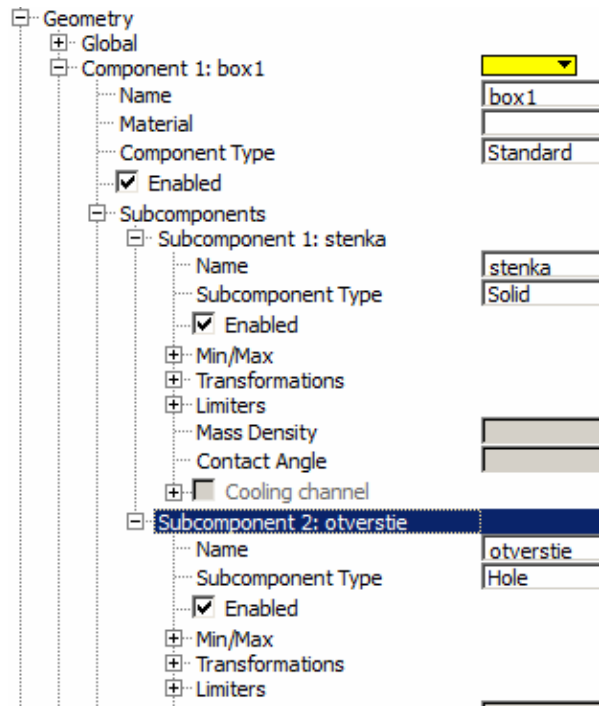 Geometry
Global
Component 1: box1
Name box1
Material
Component Type Standard
Enabled
Subcomponents
Subcomponent 1: stenka
Name stenka
Subcomponent Type Solid
Enabled
Min/Max
Transformations
Limiters
Mass Density
Contact Angle
Cooling channel
Subcomponent 2: otverstie
Name otverstie
Subcomponent Type Hole
Enabled
Min/Max
Transformations
Limiters